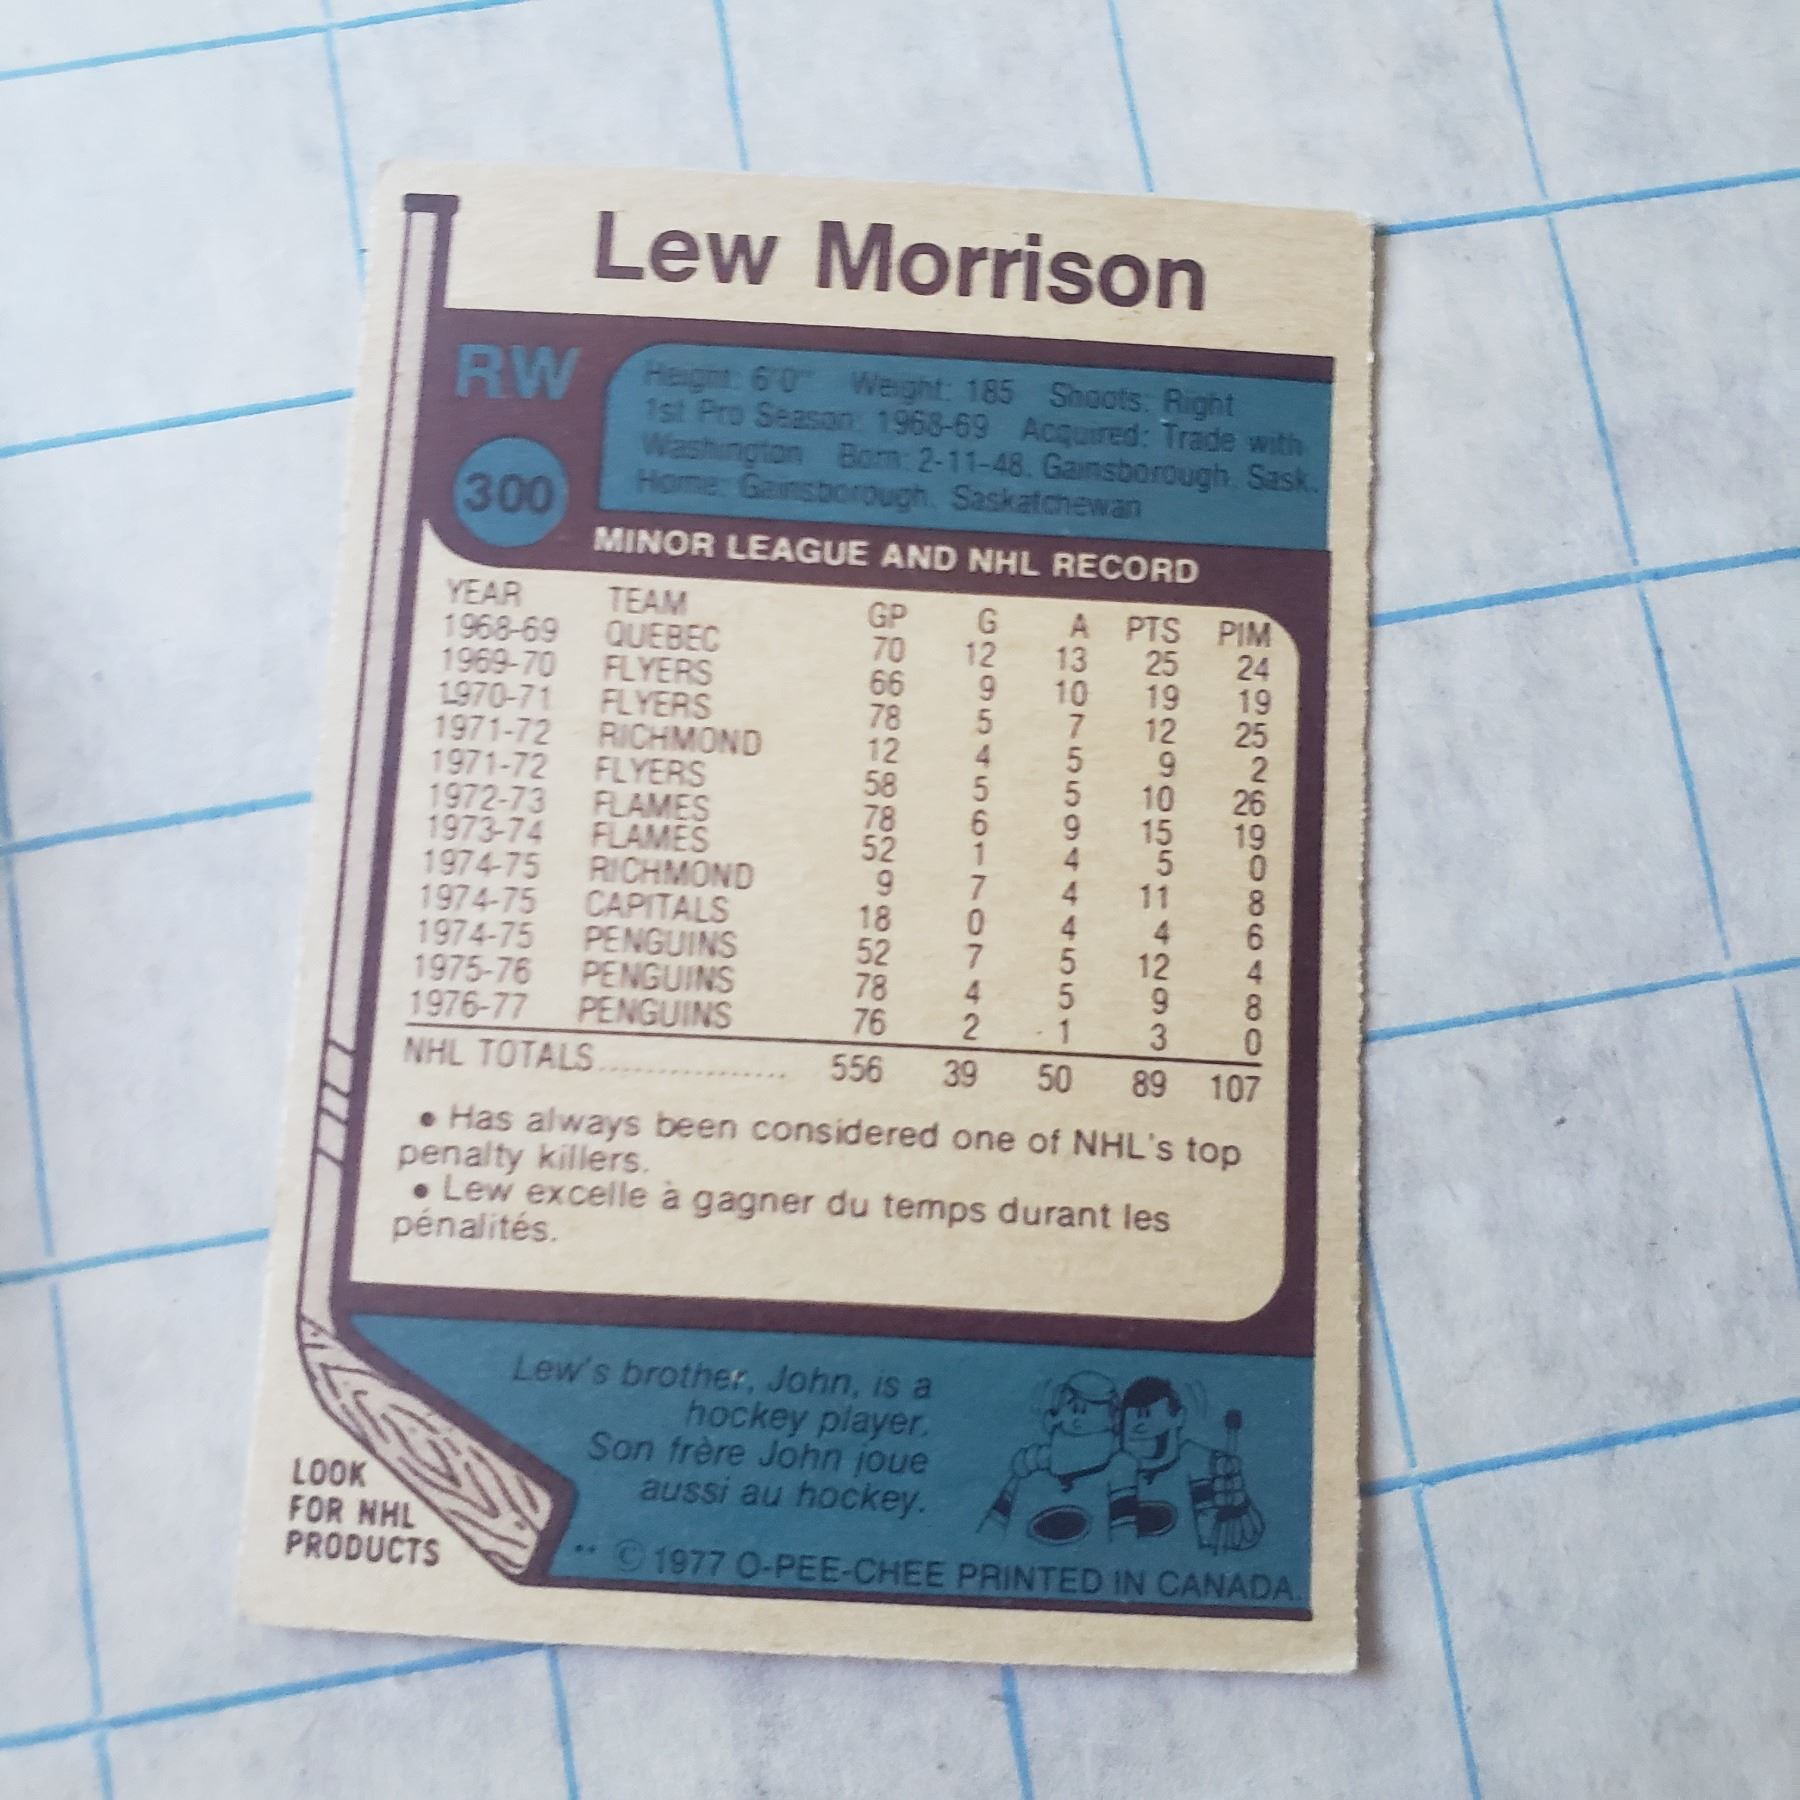 Lew Morrison
RW
300
Height: 6'0" Weight: 185 Shoots: Right
1st Pro Season: 1968-69 Acquired: Trade with
Washington Born: 2-11-48. Gainsborough. Sask.
Home: Gainsborough. Saskatchewan
MINOR LEAGUE AND NHL RECORD
YEAR TEAM GP G A PTS PIM
1968-69 QUEBEC 70 12 13 25 24
1969-70 FLYERS 66 9 10 19 19
1970-71 FLYERS 78 5 7 12 25
1971-72 RICHMOND 12 4 5 9 2
1971-72 FLYERS 58 5 5 10 26
1972-73 FLAMES 78 6 9 15 19
1973-74 FLAMES 52 1 4 5 0
1974-75 RICHMOND 9 7 4 11 8
1974-75 CAPITALS 18 0 4 4 6
1974-75 PENGUINS 52 7 5 12 4
1975-76 PENGUINS 78 4 5 9 8
1976-77 PENGUINS 76 2 1 3 0
NHL TOTALS................ 556 39 50 89 107
• Has always been considered one of NHL's top
penalty killers.
• Lew excelle à gagner du temps durant les
pénalités.
Lew's brother, John, is a
hockey player.
Son frère John joue
aussi au hockey.
LOOK
FOR NHL
PRODUCTS
** © 1977 O-PEE-CHEE PRINTED IN CANADA.